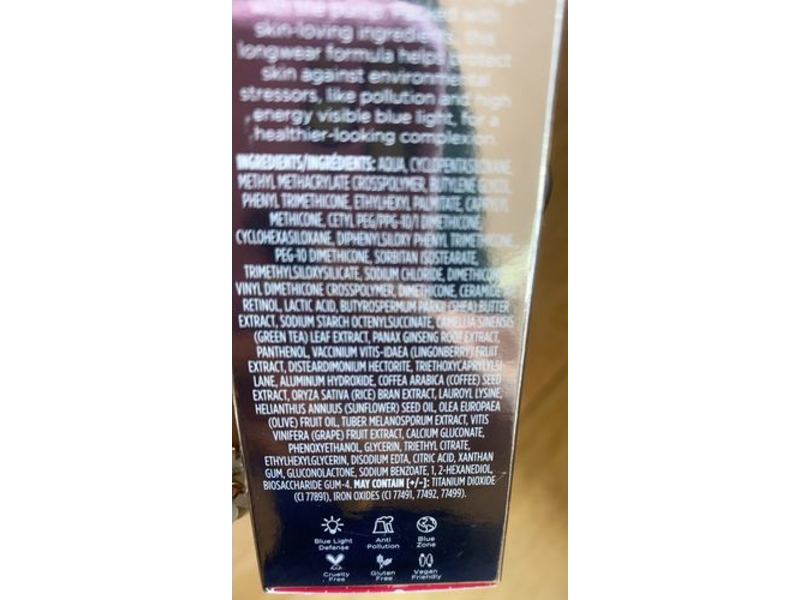 skin-loving ingredients, this
longwear formula helps protect
skin against environmental
stressors, like pollution and high
energy visible blue light, for a
healthier-looking complexion.
INGREDIENTS/INGRÉDIENTS: AQUA, CYCLOPENTASILOXANE,
METHYL METHACRYLATE CROSSPOLYMER, BUTYLENE GLYCOL,
PHENYL TRIMETHICONE, ETHYLHEXYL PALMITATE, CAPRYLYL
METHICONE, CETYL PEG/PPG-10/1 DIMETHICONE,
CYCLOHEXASILOXANE, DIPHENYLSILOXY PHENYL TRIMETHICONE,
PEG-10 DIMETHICONE, SORBITAN ISOSTEARATE,
TRIMETHYLSILOXYSILICATE, SODIUM CHLORIDE, DIMETHICONE
VINYL DIMETHICONE CROSSPOLYMER, DIMETHICONE, CERAMIDE
RETINOL, LACTIC ACID, BUTYROSPERMUM PARKII (SHEA) BUTTER
EXTRACT, SODIUM STARCH OCTENYLSUCCINATE, CAMELLIA SINENSIS
(GREEN TEA) LEAF EXTRACT, PANAX GINSENG ROOT EXTRACT,
PANTHENOL, VACCINIUM VITIS-IDAEA (LINGONBERRY) FRUIT
EXTRACT, DISTEARDIMONIUM HECTORITE, TRIETHOXYCAPRYLYLSI
LANE, ALUMINUM HYDROXIDE, COFFEA ARABICA (COFFEE) SEED
EXTRACT, ORYZA SATIVA (RICE) BRAN EXTRACT, LAUROYL LYSINE,
HELIANTHUS ANNUUS (SUNFLOWER) SEED OIL, OLEA EUROPAEA
(OLIVE) FRUIT OIL, TUBER MELANOSPORUM EXTRACT, VITIS
VINIFERA (GRAPE) FRUIT EXTRACT, CALCIUM GLUCONATE,
PHENOXYETHANOL, GLYCERIN, TRIETHYL CITRATE,
ETHYLHEXYLGLYCERIN, DISODIUM EDTA, CITRIC ACID, XANTHAN
GUM, GLUCONOLACTONE, SODIUM BENZOATE, 1, 2-HEXANEDIOL,
BIOSACCHARIDE GUM-4. MAY CONTAIN [+/-]: TITANIUM DIOXIDE
(CI 77891), IRON OXIDES (CI 77491, 77492, 77499).
Blue Light Defense
Anti Pollution
Blue Zone
Cruelty Free
Gluten Free
Vegan Friendly